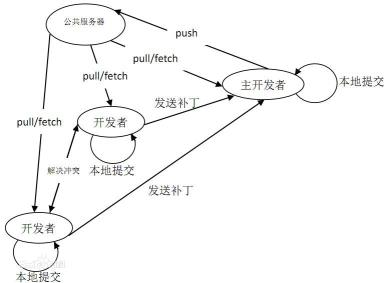 公共服务器
push
pull/fetch
pull/fetch
主开发者
本地提交
发送补丁
pull/fetch
开发者
解决冲突
本地提交
发送补丁
开发者
本地提交